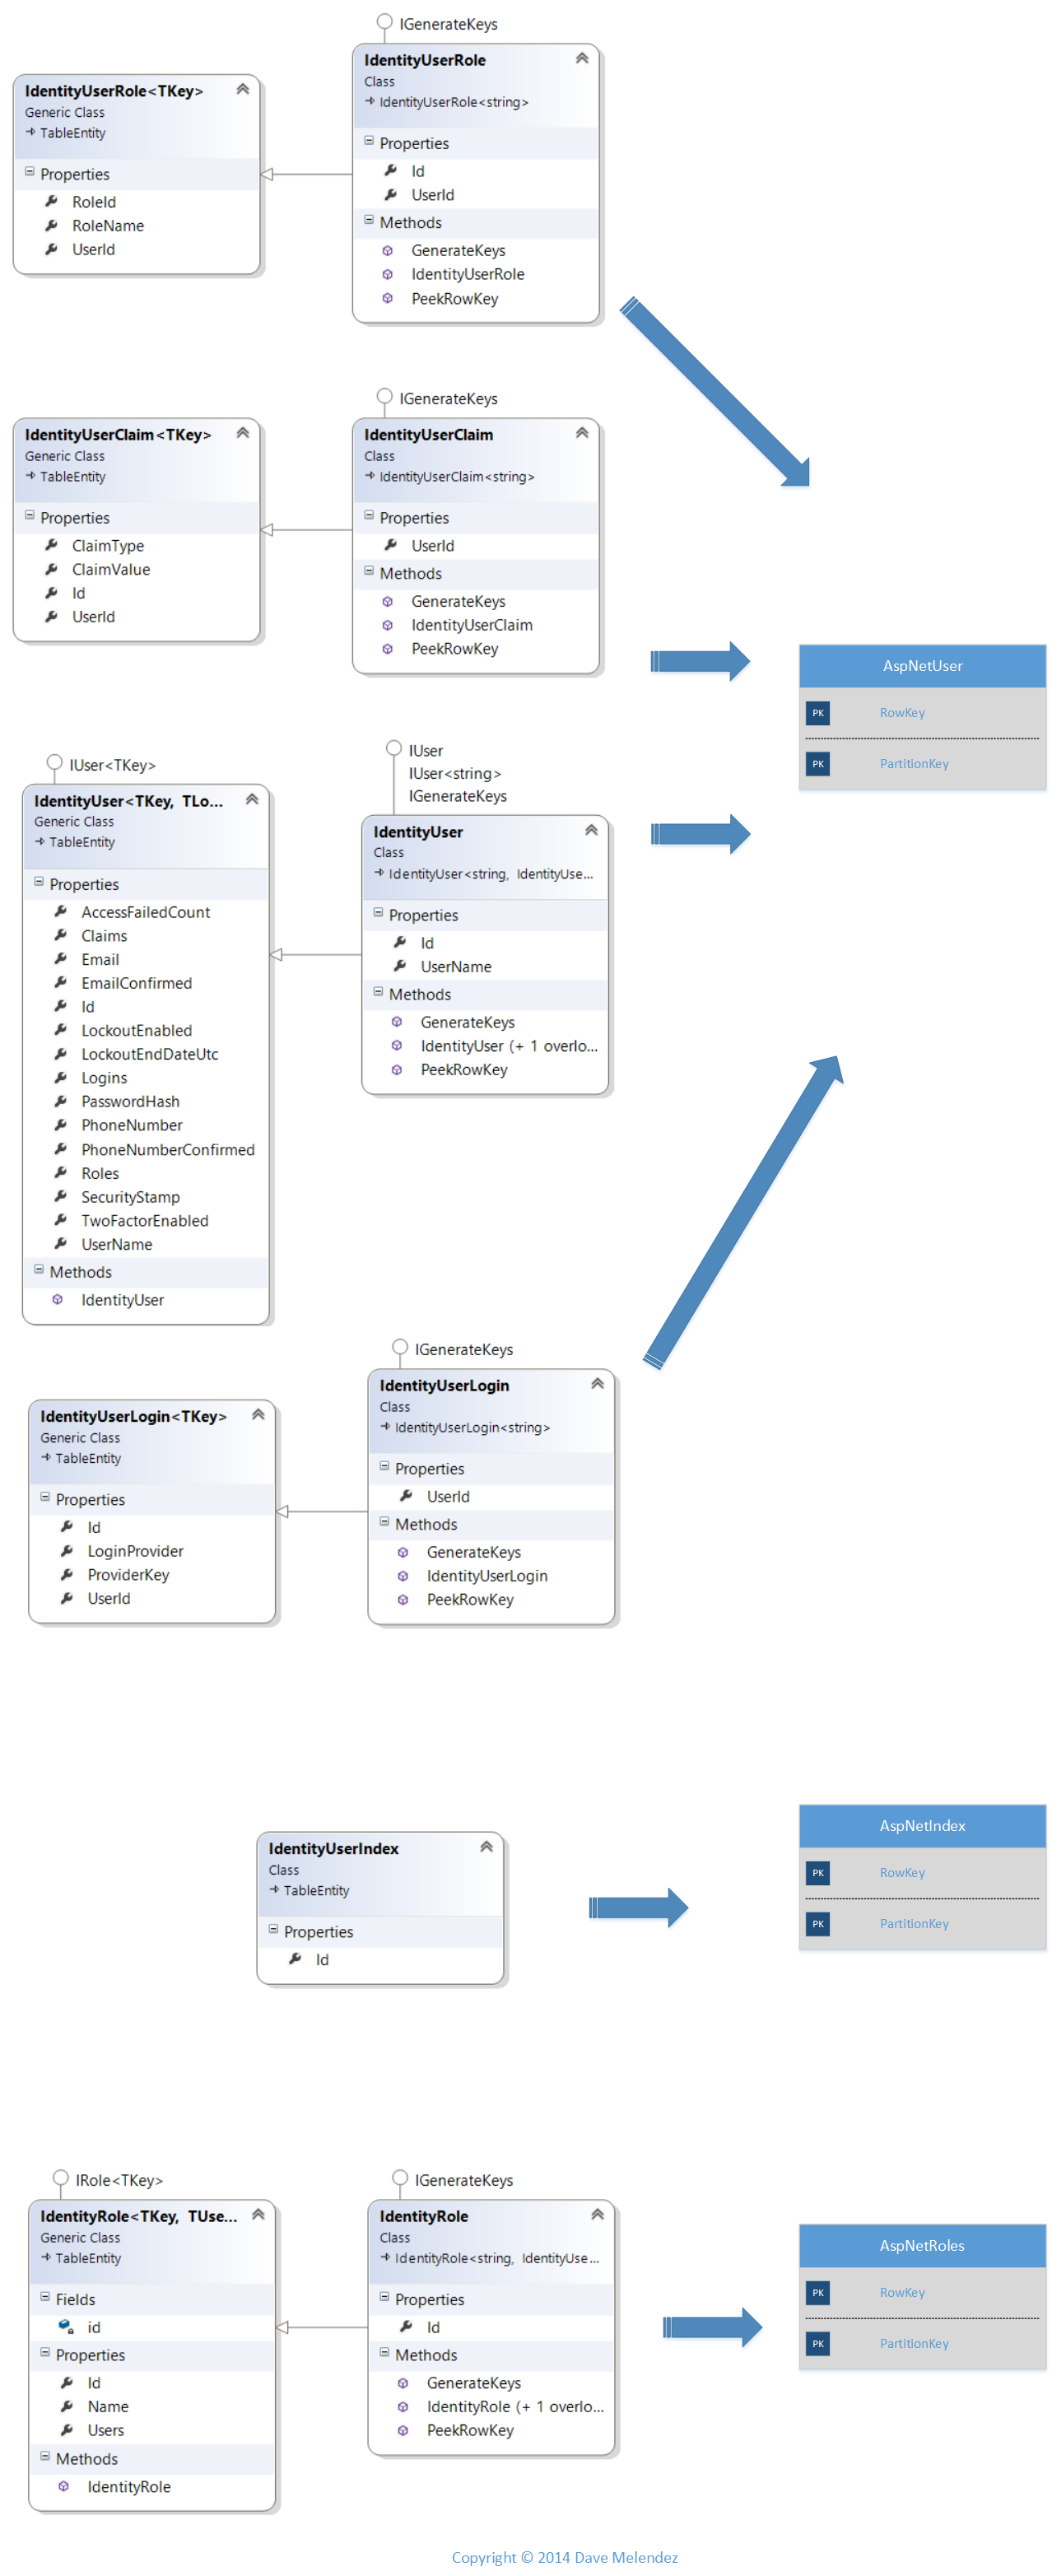 IGenerateKeys
IdentityUserRole
Class
IdentityUserRole<string>
Properties
Id
UserId
Methods
GenerateKeys
IdentityUserRole
PeekRowKey
IdentityUserRole<TKey>
Generic Class
TableEntity
Properties
RoleId
RoleName
UserId
IGenerateKeys
IdentityUserClaim
Class
IdentityUserClaim<string>
Properties
UserId
Methods
GenerateKeys
IdentityUserClaim
PeekRowKey
IdentityUserClaim<TKey>
Generic Class
TableEntity
Properties
ClaimType
ClaimValue
Id
UserId
AspNetUser
PK RowKey
PK PartitionKey
IUser<TKey>
IdentityUser<TKey, TLo...
Generic Class
TableEntity
Properties
AccessFailedCount
Claims
Email
EmailConfirmed
Id
LockoutEnabled
LockoutEndDateUtc
Logins
PasswordHash
PhoneNumber
PhoneNumberConfirmed
Roles
SecurityStamp
TwoFactorEnabled
UserName
Methods
IdentityUser
IUser
IUser<string>
IGenerateKeys
IdentityUser
Class
IdentityUser<string, IdentityUse...
Properties
Id
UserName
Methods
GenerateKeys
IdentityUser (+ 1 overlo...
PeekRowKey
IGenerateKeys
IdentityUserLogin
Class
IdentityUserLogin<string>
Properties
UserId
Methods
GenerateKeys
IdentityUserLogin
PeekRowKey
IdentityUserLogin<TKey>
Generic Class
TableEntity
Properties
Id
LoginProvider
ProviderKey
UserId
IdentityUserIndex
Class
TableEntity
Properties
Id
AspNetIndex
PK RowKey
PK PartitionKey
IRole<TKey>
IdentityRole<TKey, TUse...
Generic Class
TableEntity
Fields
id
Properties
Id
Name
Users
Methods
IdentityRole
IGenerateKeys
IdentityRole
Class
IdentityRole<string, IdentityUse...
Properties
Id
Methods
GenerateKeys
IdentityRole (+ 1 overlo...
PeekRowKey
AspNetRoles
PK RowKey
PK PartitionKey
Copyright © 2014 Dave Melendez